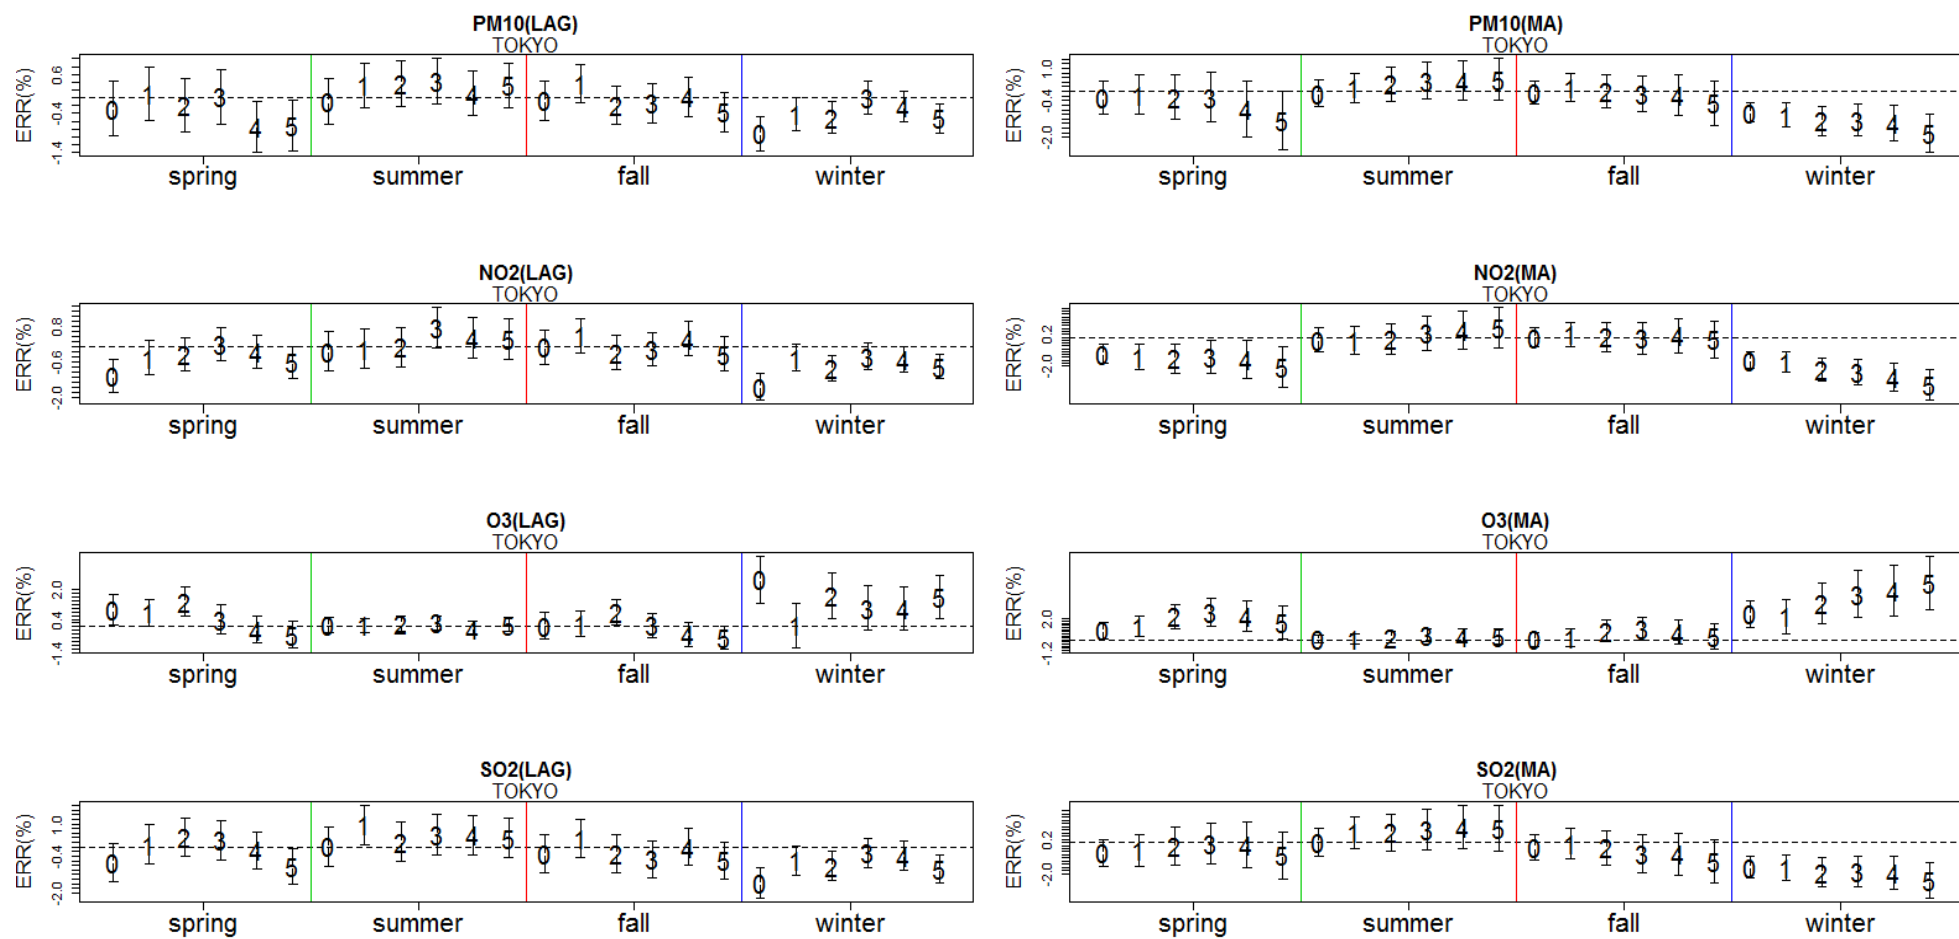 PM10(LAG)
TOKYO
ERR(%)
0.6
-0.4
-1.4
0 1 2 3 4 5 0 1 2 3 4 5 0 1 2 3 4 5 0 1 2 3 4 5
spring summer fall winter
PM10(MA)
TOKYO
ERR(%)
1.0
-0.4
-2.0
0 1 2 3 4 5 0 1 2 3 4 5 0 1 2 3 4 5 0 1 2 3 4 5
spring summer fall winter
NO2(LAG)
TOKYO
ERR(%)
0.8
-0.6
-2.0
0 1 2 3 4 5 0 1 2 3 4 5 0 1 2 3 4 5 0 1 2 3 4 5
spring summer fall winter
NO2(MA)
TOKYO
ERR(%)
0.2
-2.0
0 1 2 3 4 5 0 1 2 3 4 5 0 1 2 3 4 5 0 1 2 3 4 5
spring summer fall winter
O3(LAG)
TOKYO
ERR(%)
2.0
0.4
-1.4
0 1 2 3 4 5 0 1 2 3 4 5 0 1 2 3 4 5 0 1 2 3 4 5
spring summer fall winter
O3(MA)
TOKYO
ERR(%)
2.0
-1.2
0 1 2 3 4 5 0 1 2 3 4 5 0 1 2 3 4 5 0 1 2 3 4 5
spring summer fall winter
SO2(LAG)
TOKYO
ERR(%)
1.0
-0.4
-2.0
0 1 2 3 4 5 0 1 2 3 4 5 0 1 2 3 4 5 0 1 2 3 4 5
spring summer fall winter
SO2(MA)
TOKYO
ERR(%)
0.2
-2.0
0 1 2 3 4 5 0 1 2 3 4 5 0 1 2 3 4 5 0 1 2 3 4 5
spring summer fall winter